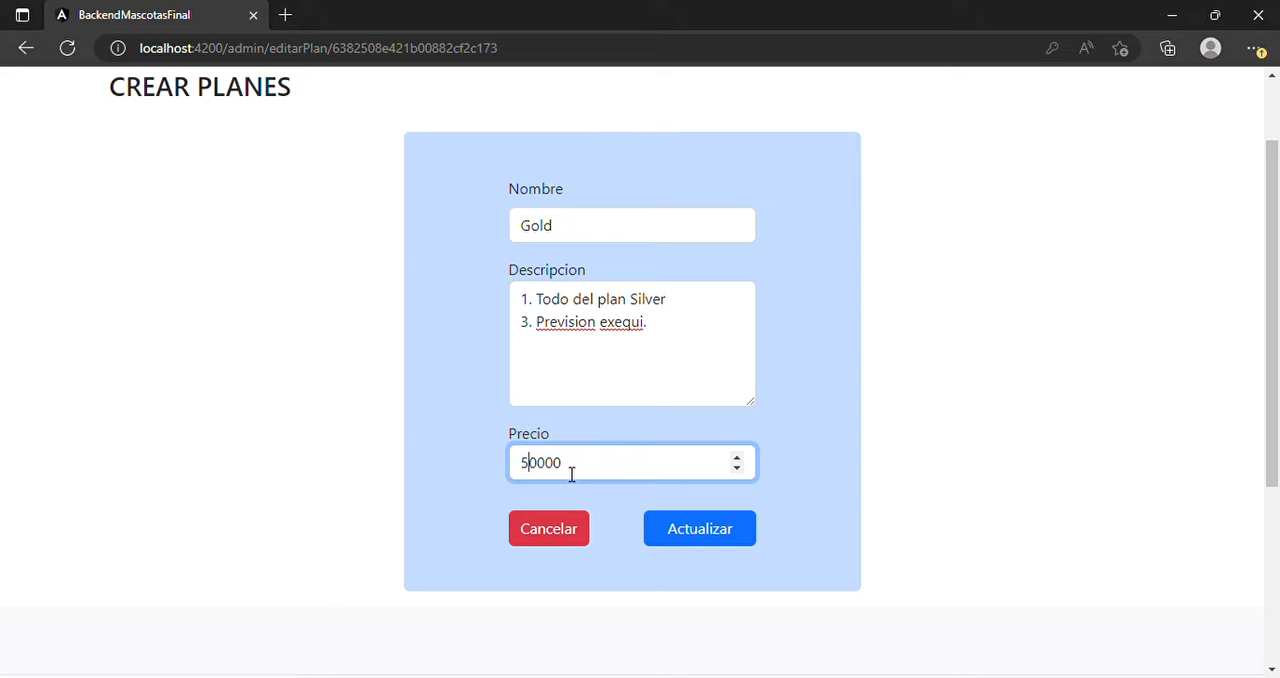 BackendMascotasFinal
localhost:4200/admin/editarPlan/6382508e421b00882cf2c173
CREAR PLANES
Nombre
Gold
Descripcion
1. Todo del plan Silver
3. Prevision exequi.
Precio
50000
Cancelar
Actualizar